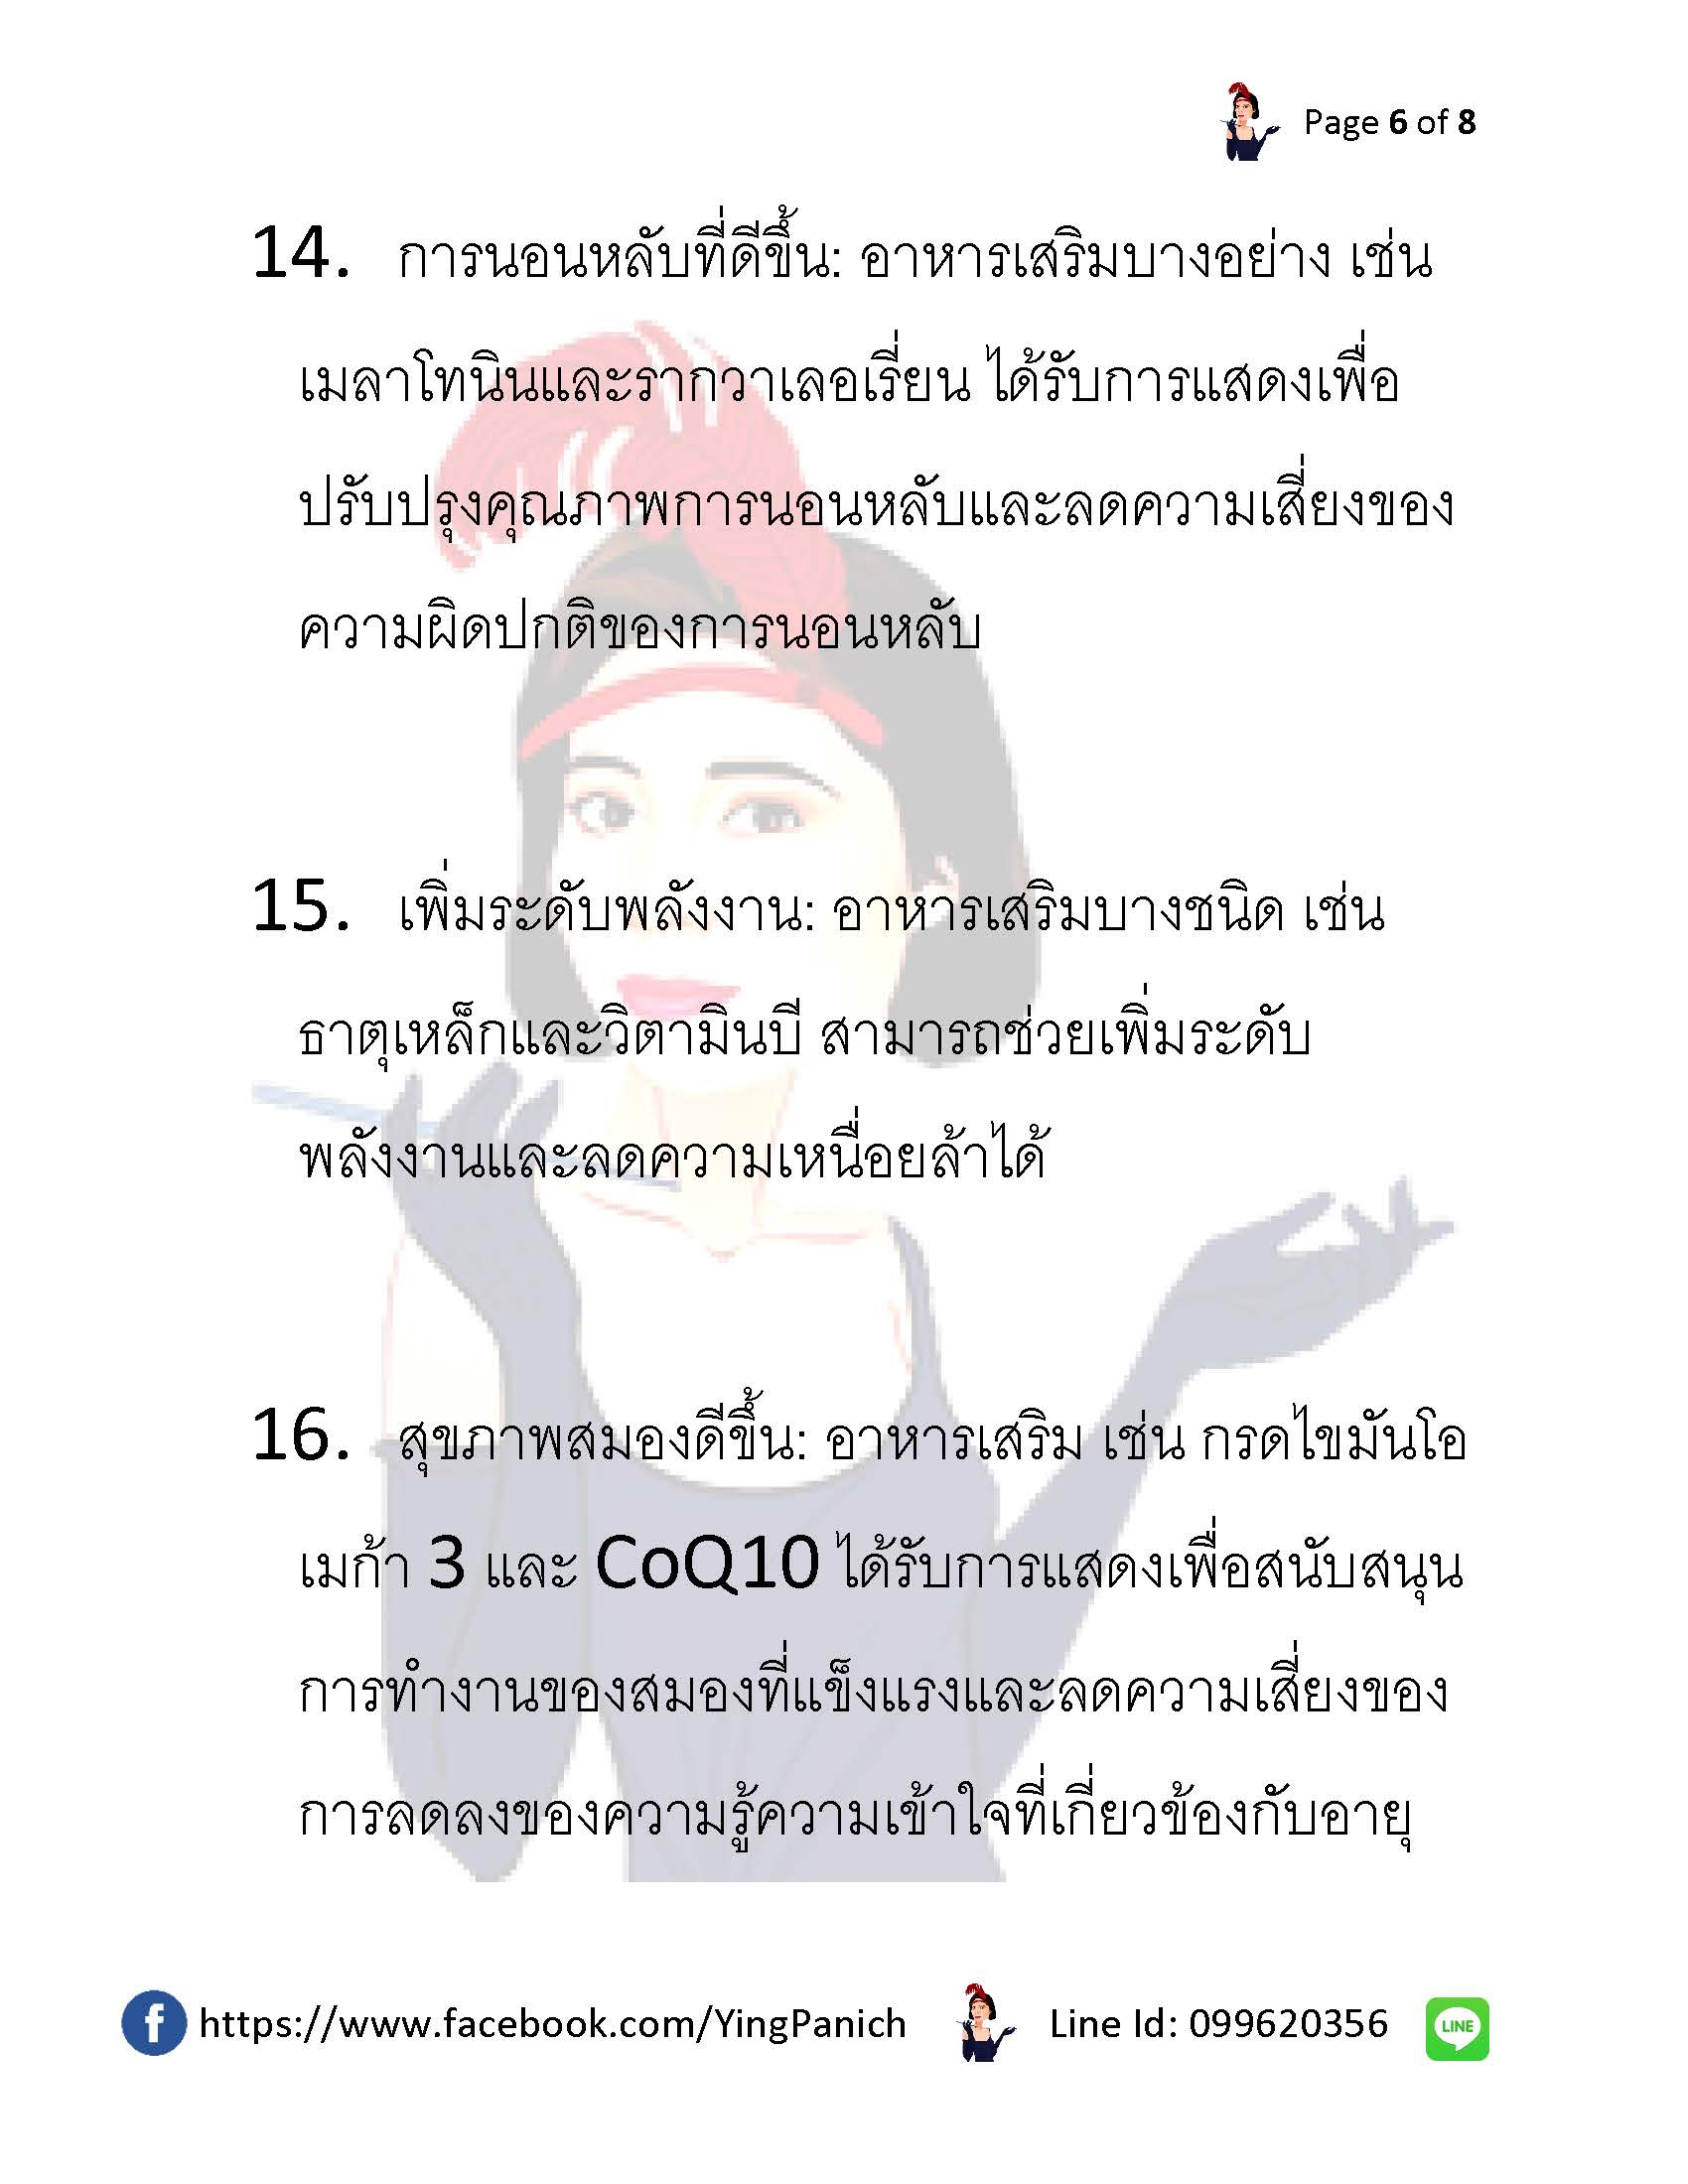 Page 6 of 8
14. การนอนหลับที่ดีขึ้น: อาหารเสริมบางอย่าง เช่น
เมลาโทนินและรากวาเลอเรี่ยน ได้รับการแสดงเพื่อ
ปรับปรุงคุณภาพการนอนหลับและลดความเสี่ยงของ
ความผิดปกติของการนอนหลับ
15. เพิ่มระดับพลังงาน: อาหารเสริมบางชนิด เช่น
ธาตุเหล็กและวิตามินบี สามารถช่วยเพิ่มระดับ
พลังงานและลดความเหนื่อยล้าได้
16. สุขภาพสมองดีขึ้น: อาหารเสริม เช่น กรดไขมันโอ
เมก้า 3 และ CoQ10 ได้รับการแสดงเพื่อสนับสนุน
การทำงานของสมองที่แข็งแรงและลดความเสี่ยงของ
การลดลงของความรู้ความเข้าใจที่เกี่ยวข้องกับอายุ
https://www.facebook.com/YingPanich Line Id: 099620356 LINE